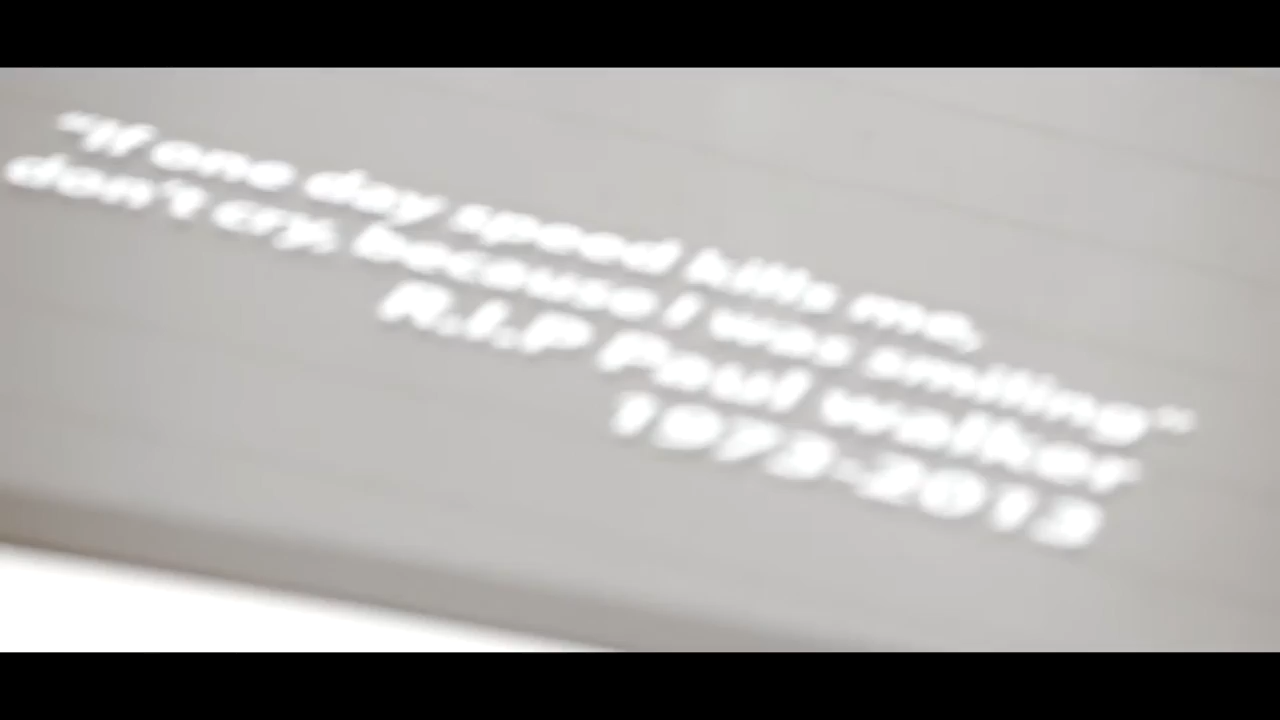 "If one day speed kills me,
don't cry, because I was smiling"
R.I.P Paul walker
1973-2013